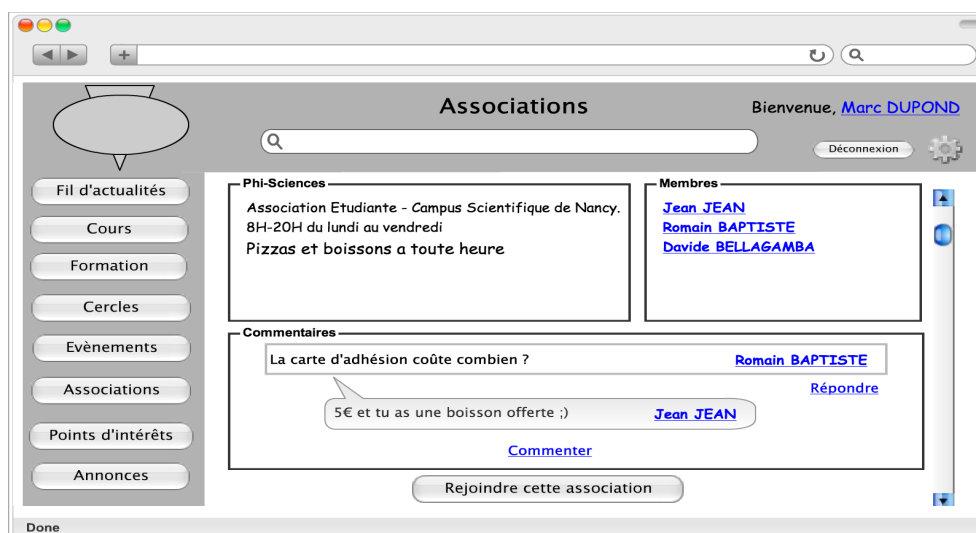 Associations
Bienvenue, Marc DUPOND
Déconnexion
Fil d'actualités
Cours
Formation
Cercles
Evènements
Associations
Points d'intérêts
Annonces
Phi-Sciences
Association Etudiante - Campus Scientifique de Nancy.
8H-20H du lundi au vendredi
Pizzas et boissons a toute heure
Membres
Jean JEAN
Romain BAPTISTE
Davide BELLAGAMBA
Commentaires
La carte d'adhésion coûte combien ? Romain BAPTISTE
Répondre
5€ et tu as une boisson offerte ;) Jean JEAN
Commenter
Rejoindre cette association
Done